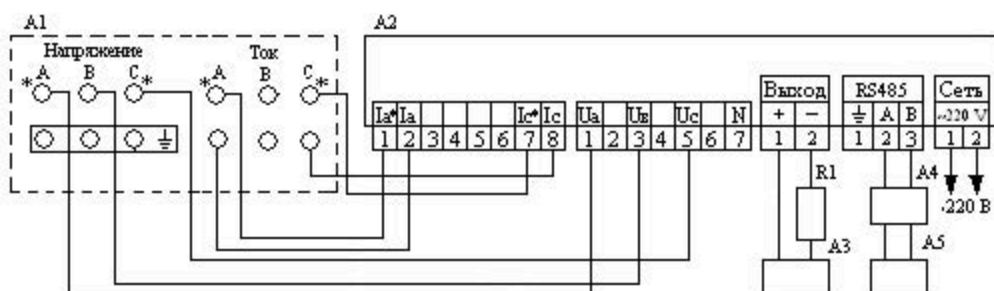 A1
A2
Напряжение
Ток
* A B C *
* A B C *
Ia* Ia Ic* Ic
1 2 3 4 5 6 7 8
Ua Uв Uc N
1 2 3 4 5 6 7
Выход
+ −
1 2
RS485
⏚ A B
1 2 3
Сеть
~220 V
1 2
R1
A4
~220 В
A3
A5